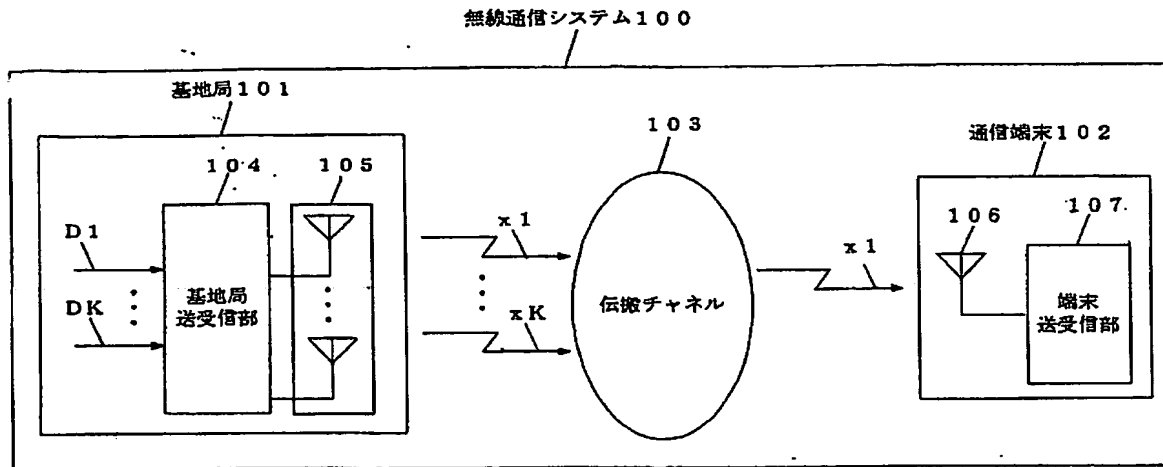 無線通信システム１００
基地局１０１
１０３
通信端末１０２
１０４
１０５
１０６
１０７
D１
DK
基地局
送受信部
x１
xK
伝搬チャネル
x１
端末
送受信部